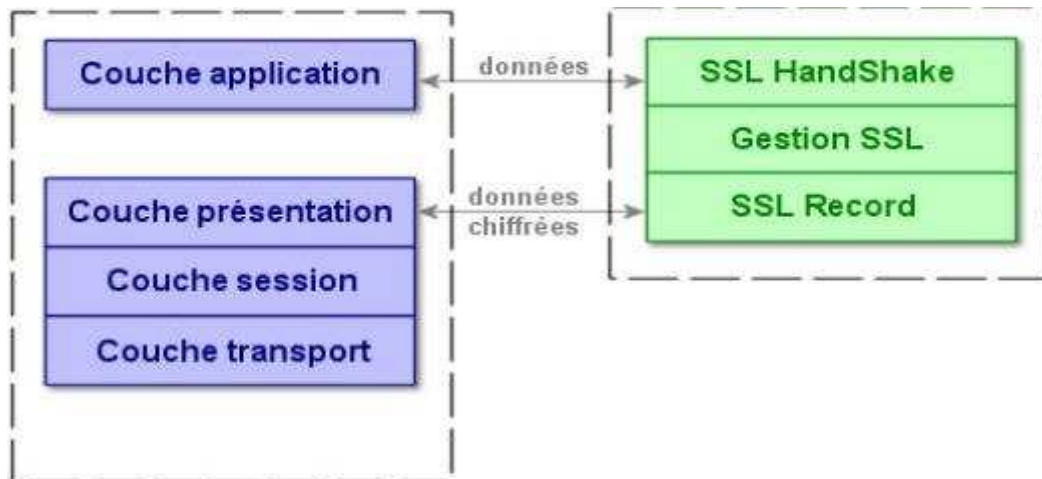 Couche application
données
SSL HandShake
Gestion SSL
Couche présentation
données
chiffrées
SSL Record
Couche session
Couche transport